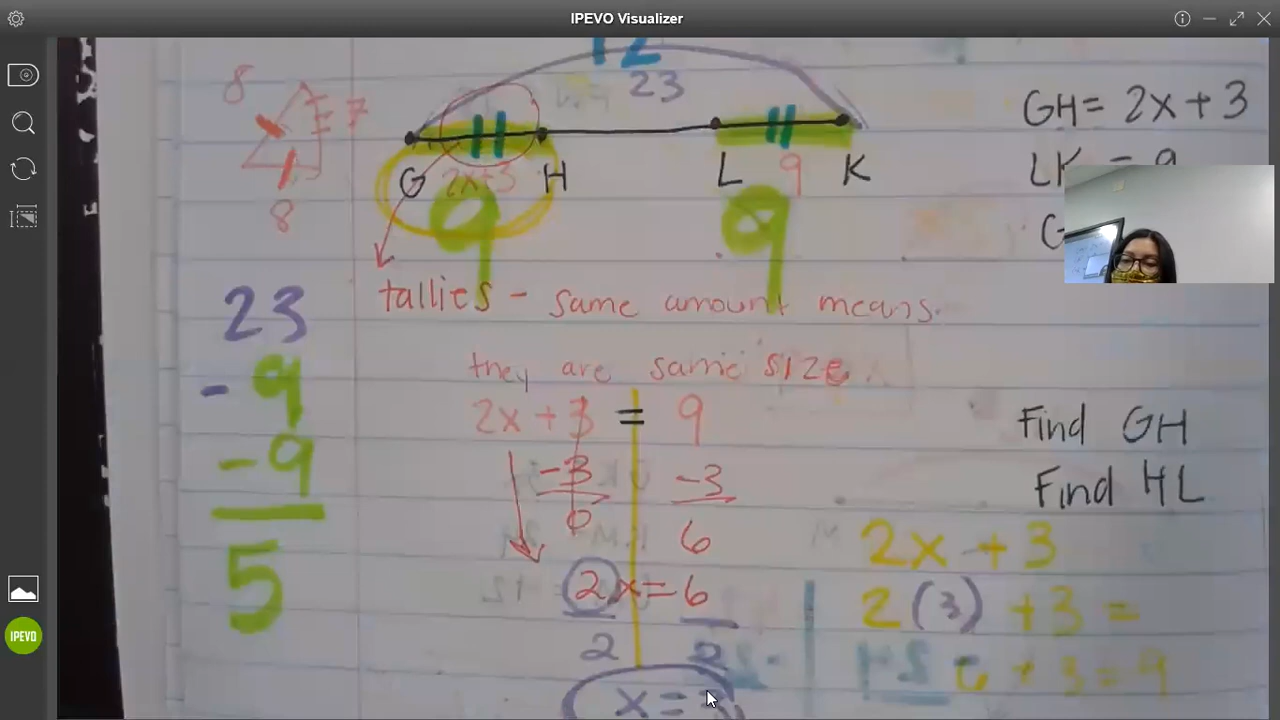 IPEVO Visualizer
12
23
8
7
8
GH = 2x + 3
G 2x+3 H L 9 K
LK = 9
9 9
G
tallies - same amount means.
they are same size.
23
- 9
- 9
5
2x + 3 = 9
-3 -3
0 6
2x = 6
2 2
x =
Find GH
Find HL
2x + 3
2 (3) + 3 =
6 + 3 = 9
IPEVO